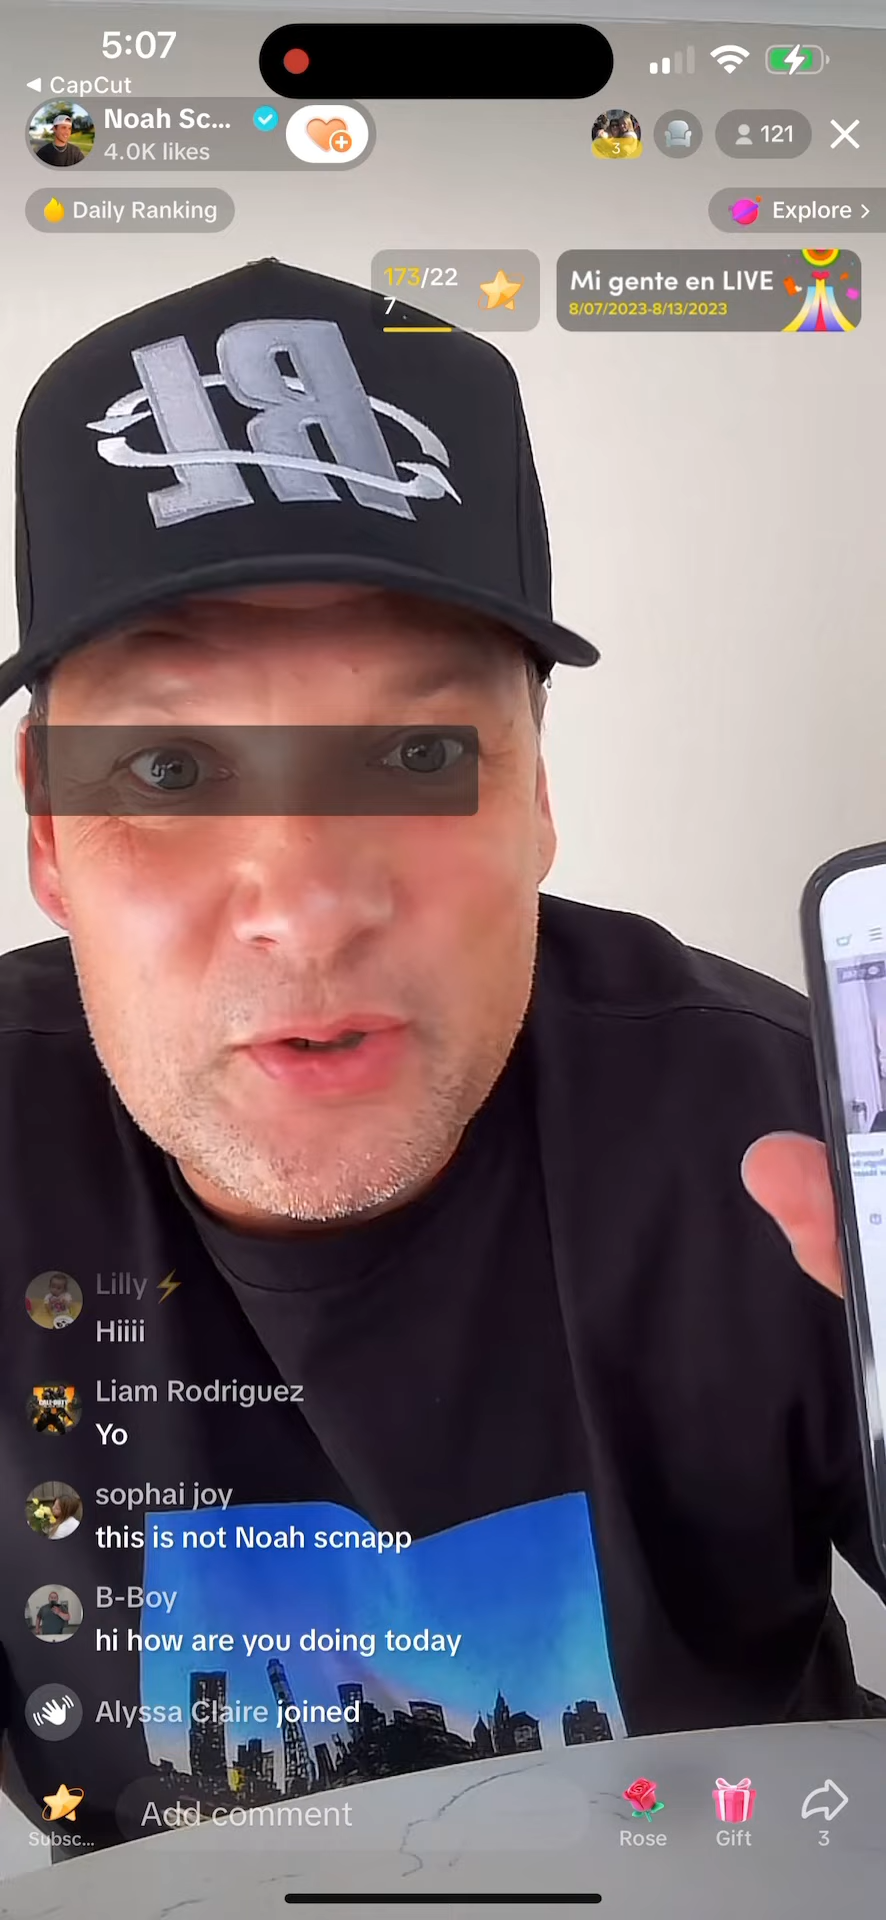 5:07
◀ CapCut
Noah Sc...
4.0K likes
3
121
Daily Ranking
Explore >
173/22
7
Mi gente en LIVE
8/07/2023-8/13/2023
Lilly ⚡
Hiiii
Liam Rodriguez
Yo
sophai joy
this is not Noah scnapp
B-Boy
hi how are you doing today
Alyssa Claire joined
Subsc...
Add comment
Rose
Gift
3